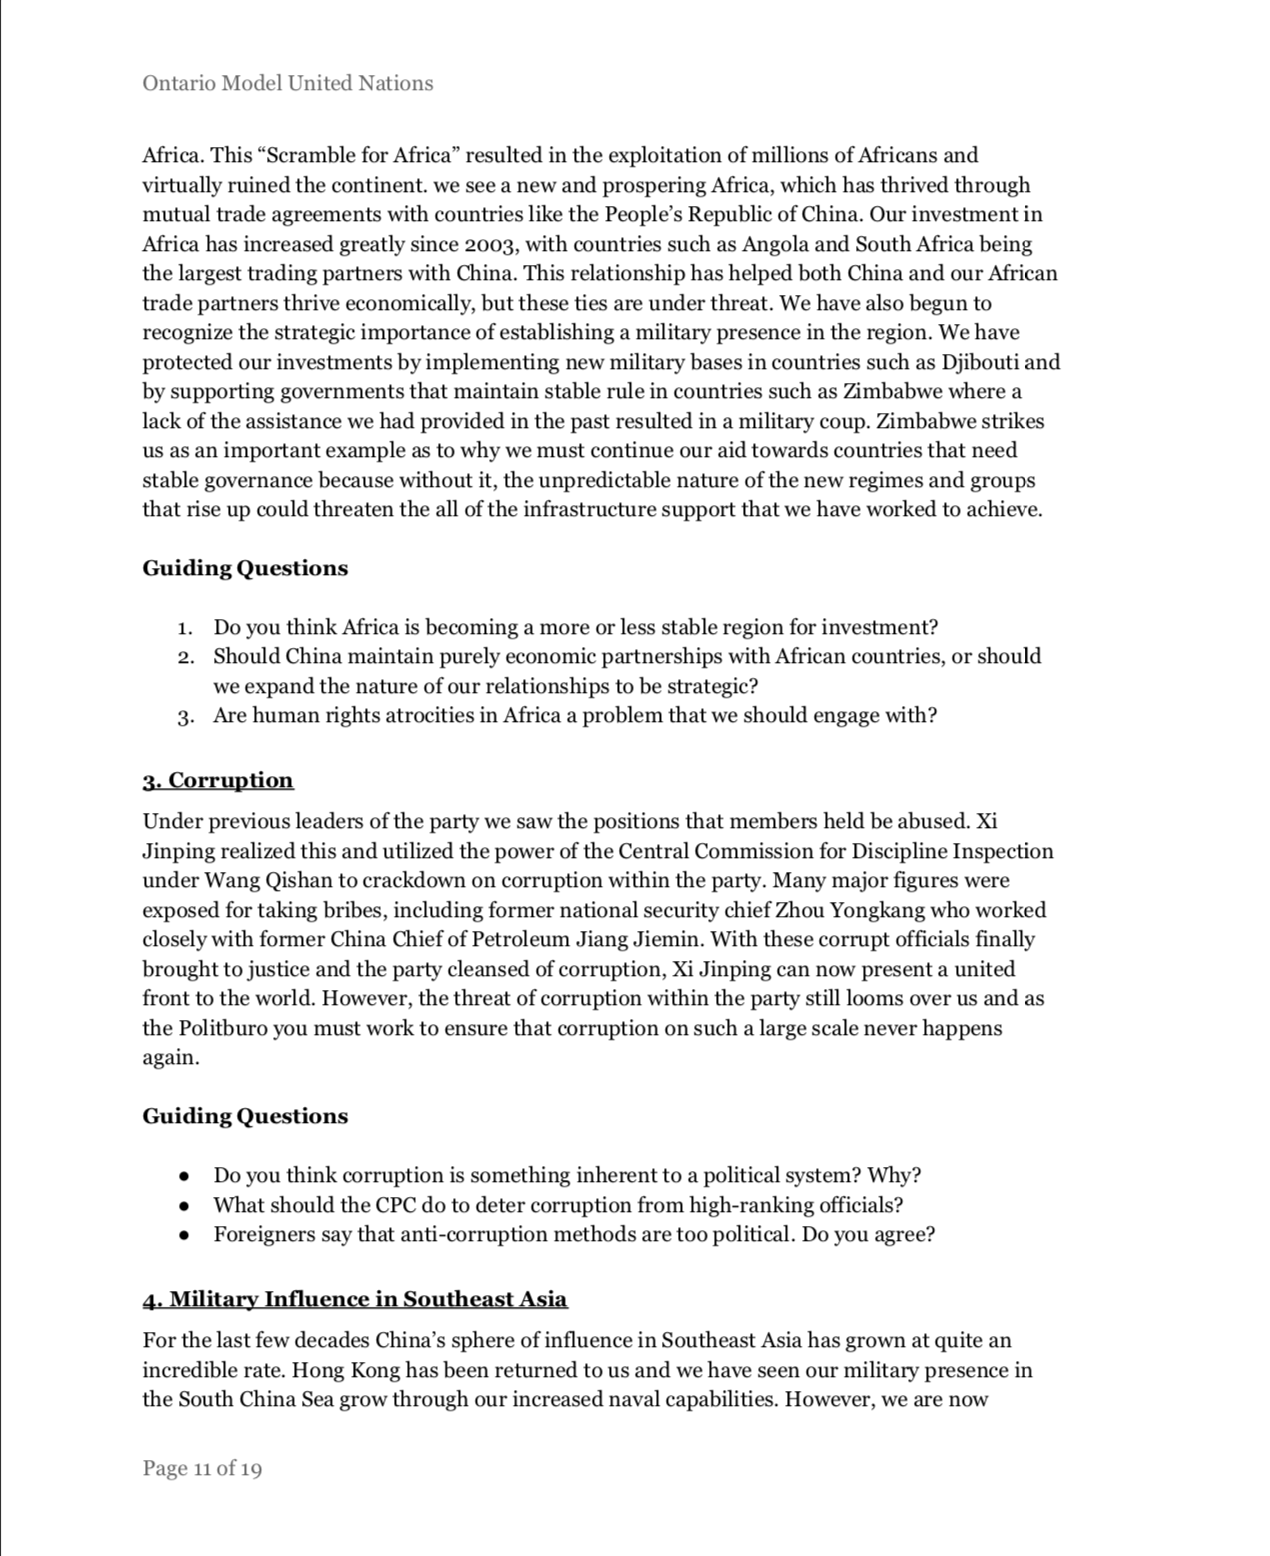 Ontario Model United Nations
Africa. This “Scramble for Africa” resulted in the exploitation of millions of Africans and
virtually ruined the continent. we see a new and prospering Africa, which has thrived through
mutual trade agreements with countries like the People’s Republic of China. Our investment in
Africa has increased greatly since 2003, with countries such as Angola and South Africa being
the largest trading partners with China. This relationship has helped both China and our African
trade partners thrive economically, but these ties are under threat. We have also begun to
recognize the strategic importance of establishing a military presence in the region. We have
protected our investments by implementing new military bases in countries such as Djibouti and
by supporting governments that maintain stable rule in countries such as Zimbabwe where a
lack of the assistance we had provided in the past resulted in a military coup. Zimbabwe strikes
us as an important example as to why we must continue our aid towards countries that need
stable governance because without it, the unpredictable nature of the new regimes and groups
that rise up could threaten the all of the infrastructure support that we have worked to achieve.
Guiding Questions
1. Do you think Africa is becoming a more or less stable region for investment?
2. Should China maintain purely economic partnerships with African countries, or should
we expand the nature of our relationships to be strategic?
3. Are human rights atrocities in Africa a problem that we should engage with?
3. Corruption
Under previous leaders of the party we saw the positions that members held be abused. Xi
Jinping realized this and utilized the power of the Central Commission for Discipline Inspection
under Wang Qishan to crackdown on corruption within the party. Many major figures were
exposed for taking bribes, including former national security chief Zhou Yongkang who worked
closely with former China Chief of Petroleum Jiang Jiemin. With these corrupt officials finally
brought to justice and the party cleansed of corruption, Xi Jinping can now present a united
front to the world. However, the threat of corruption within the party still looms over us and as
the Politburo you must work to ensure that corruption on such a large scale never happens
again.
Guiding Questions
● Do you think corruption is something inherent to a political system? Why?
● What should the CPC do to deter corruption from high-ranking officials?
● Foreigners say that anti-corruption methods are too political. Do you agree?
4. Military Influence in Southeast Asia
For the last few decades China’s sphere of influence in Southeast Asia has grown at quite an
incredible rate. Hong Kong has been returned to us and we have seen our military presence in
the South China Sea grow through our increased naval capabilities. However, we are now
Page 11 of 19